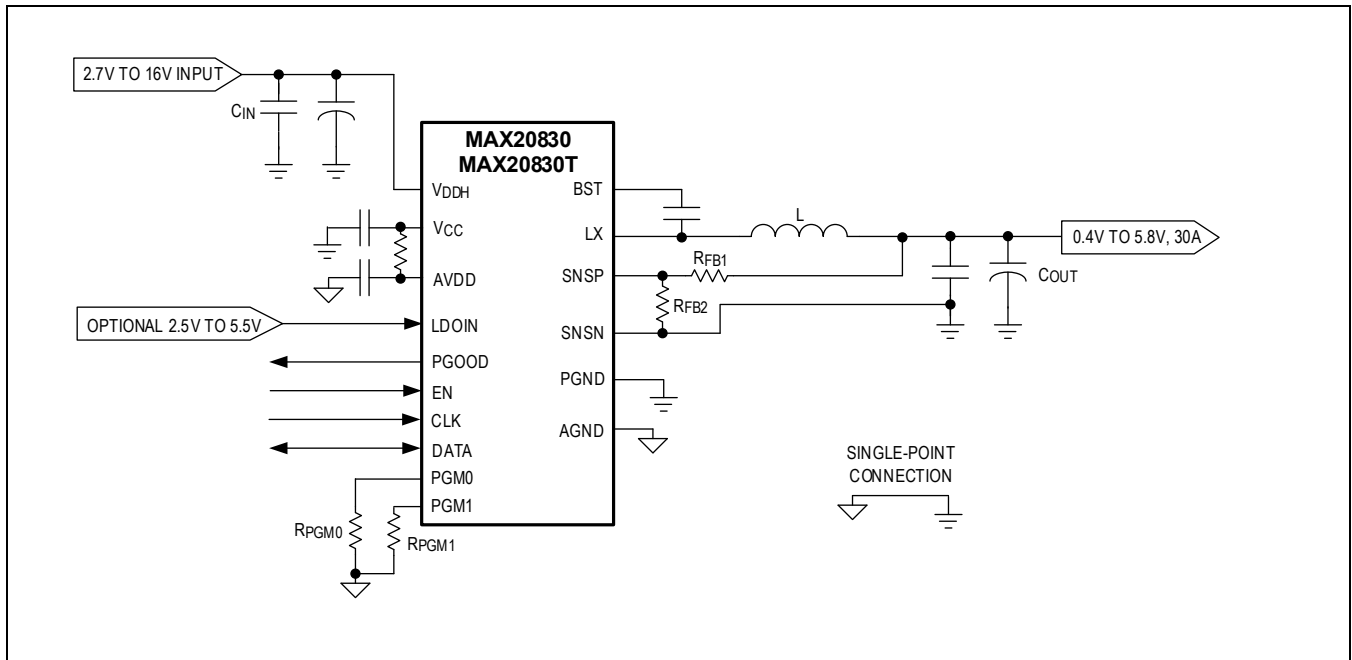 2.7V TO 16V INPUT
CIN
MAX20830
MAX20830T
VDDH
VCC
AVDD
OPTIONAL 2.5V TO 5.5V
LDOIN
PGOOD
EN
CLK
DATA
PGM0
PGM1
RPGM0
RPGM1
BST
LX
L
SNSP
RFB1
RFB2
SNSN
PGND
AGND
0.4V TO 5.8V, 30A
COUT
SINGLE-POINT
CONNECTION